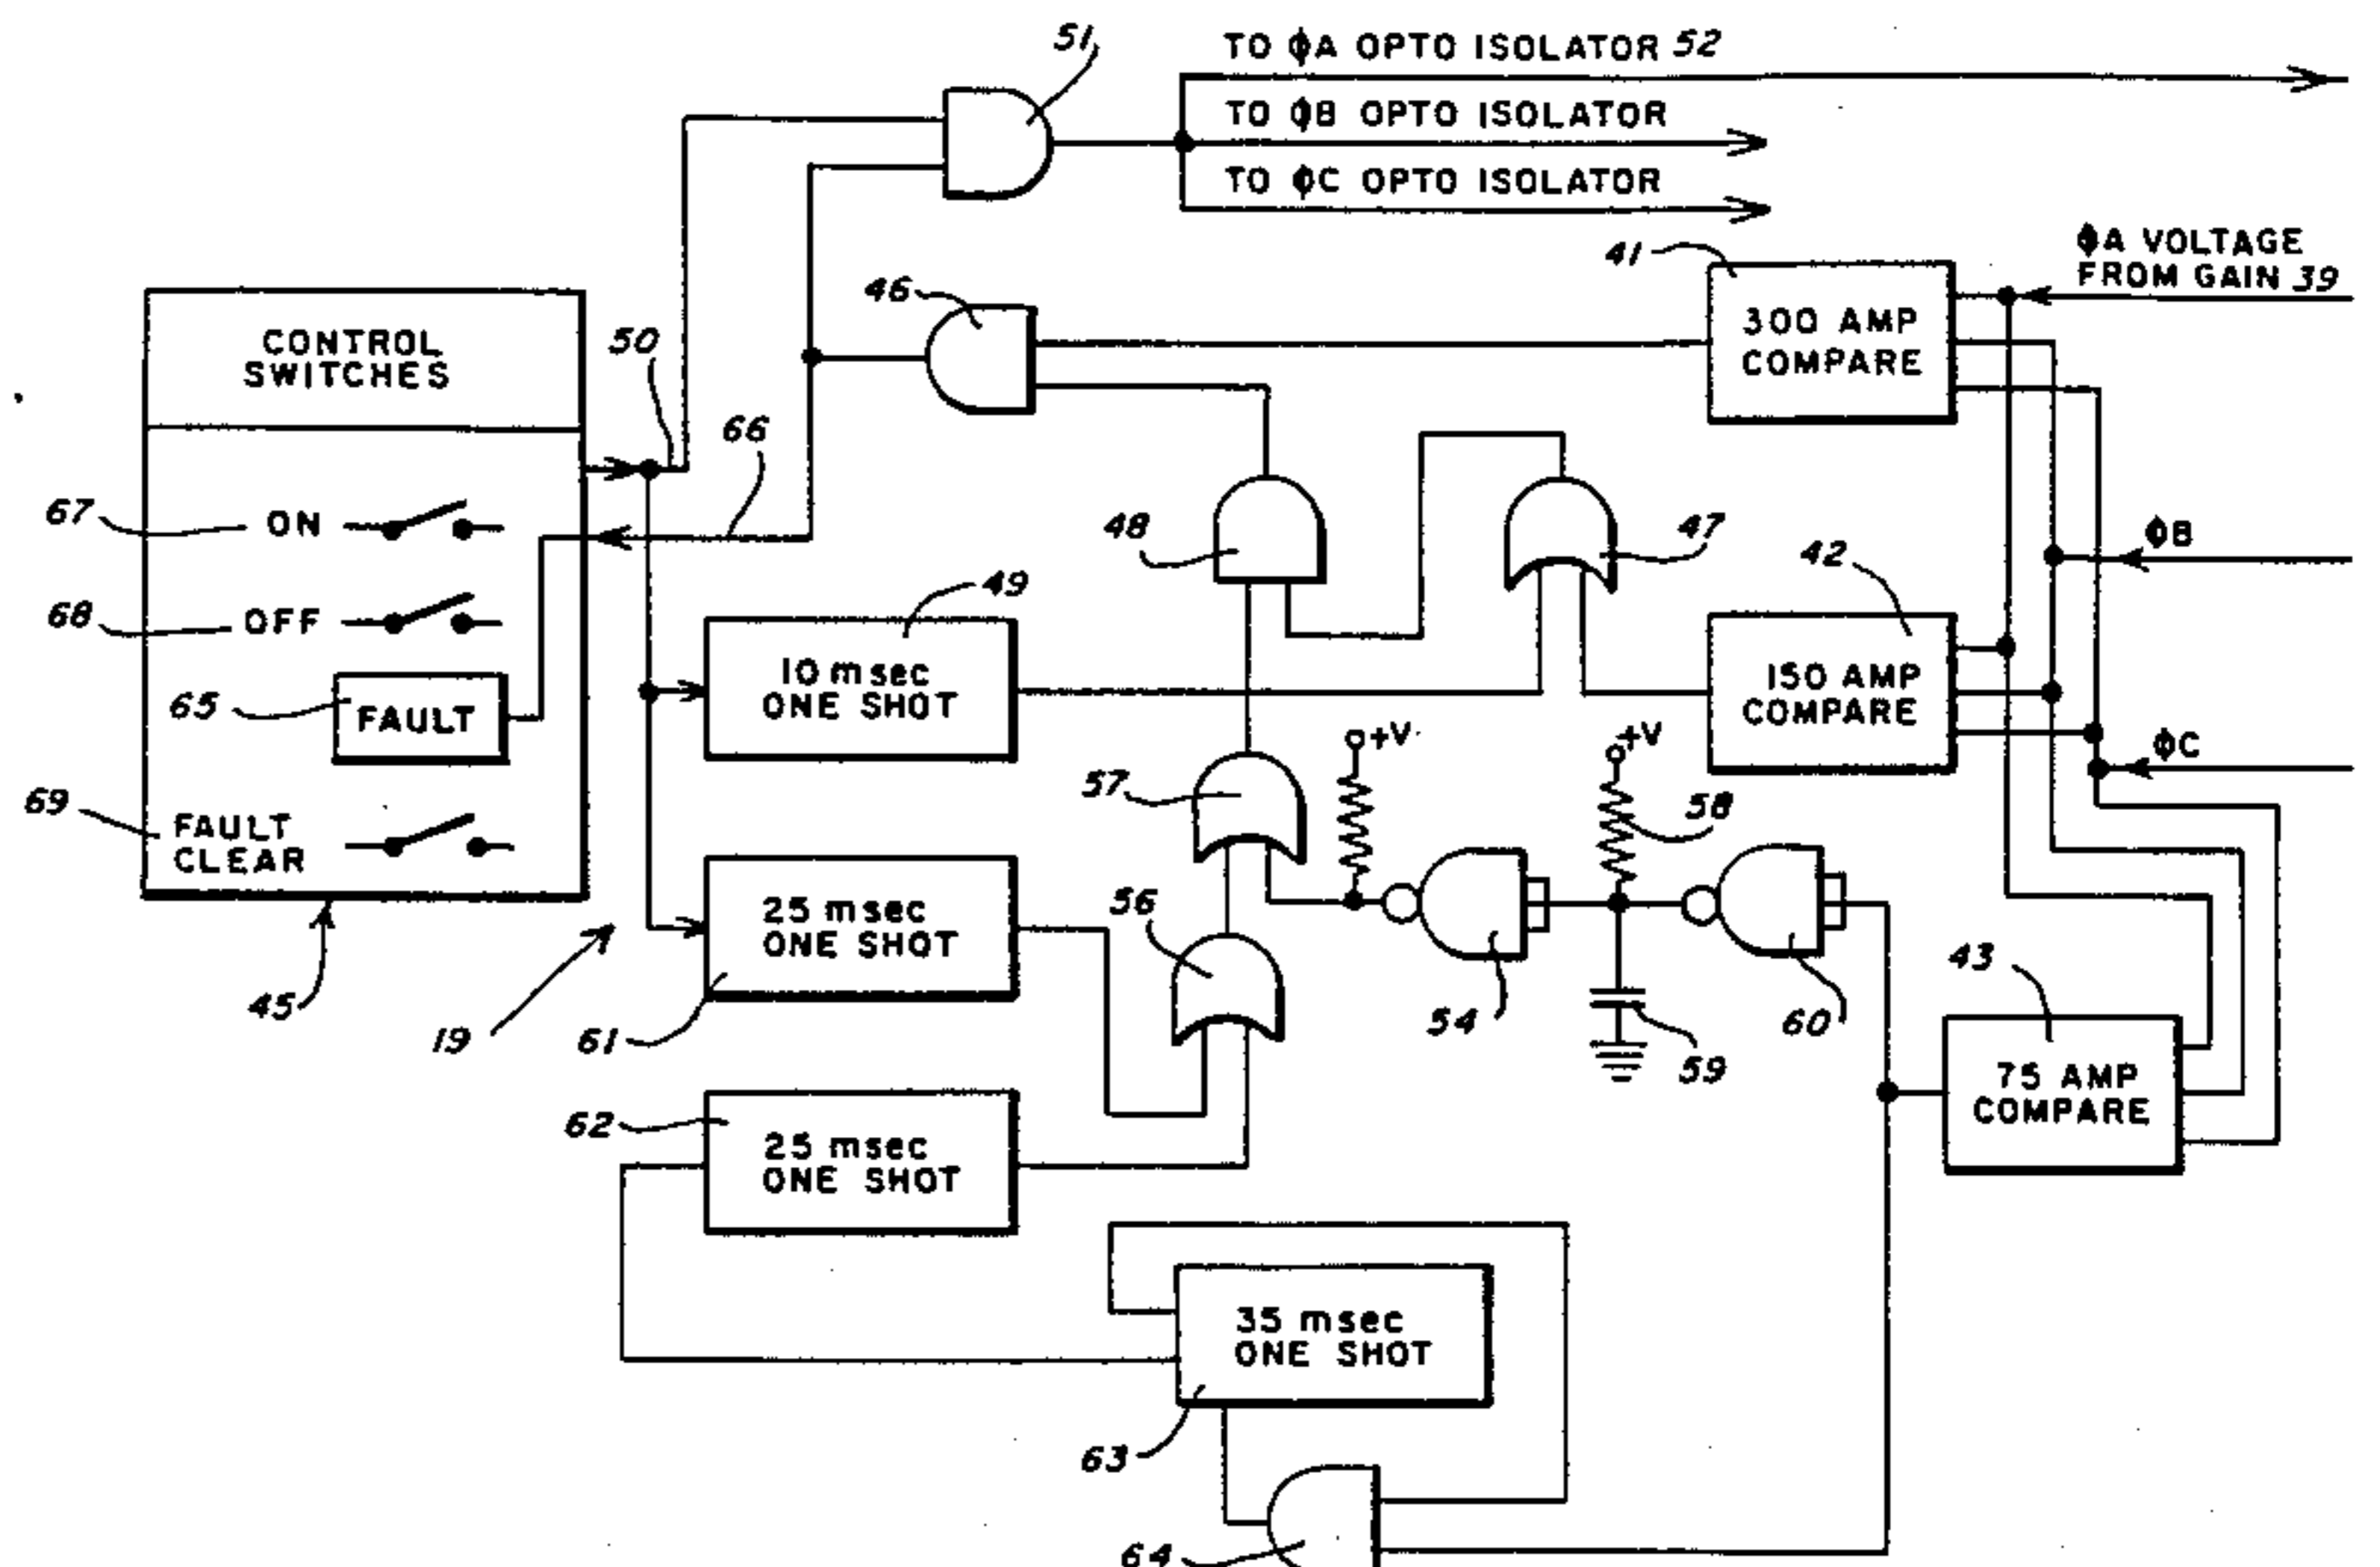 51
TO ϕA OPTO ISOLATOR 52
TO ϕB OPTO ISOLATOR
TO ϕC OPTO ISOLATOR
41
ϕA VOLTAGE
FROM GAIN 39
46
300 AMP
COMPARE
CONTROL
SWITCHES
50
66
67
ON
48
47
42
ϕB
49
68
OFF
10 msec
ONE SHOT
150 AMP
COMPARE
65
FAULT
+V
+V
ϕC
57
58
69
FAULT
CLEAR
25 msec
ONE SHOT
56
43
45
19
61
54
60
59
75 AMP
COMPARE
62
25 msec
ONE SHOT
35 msec
ONE SHOT
63
64